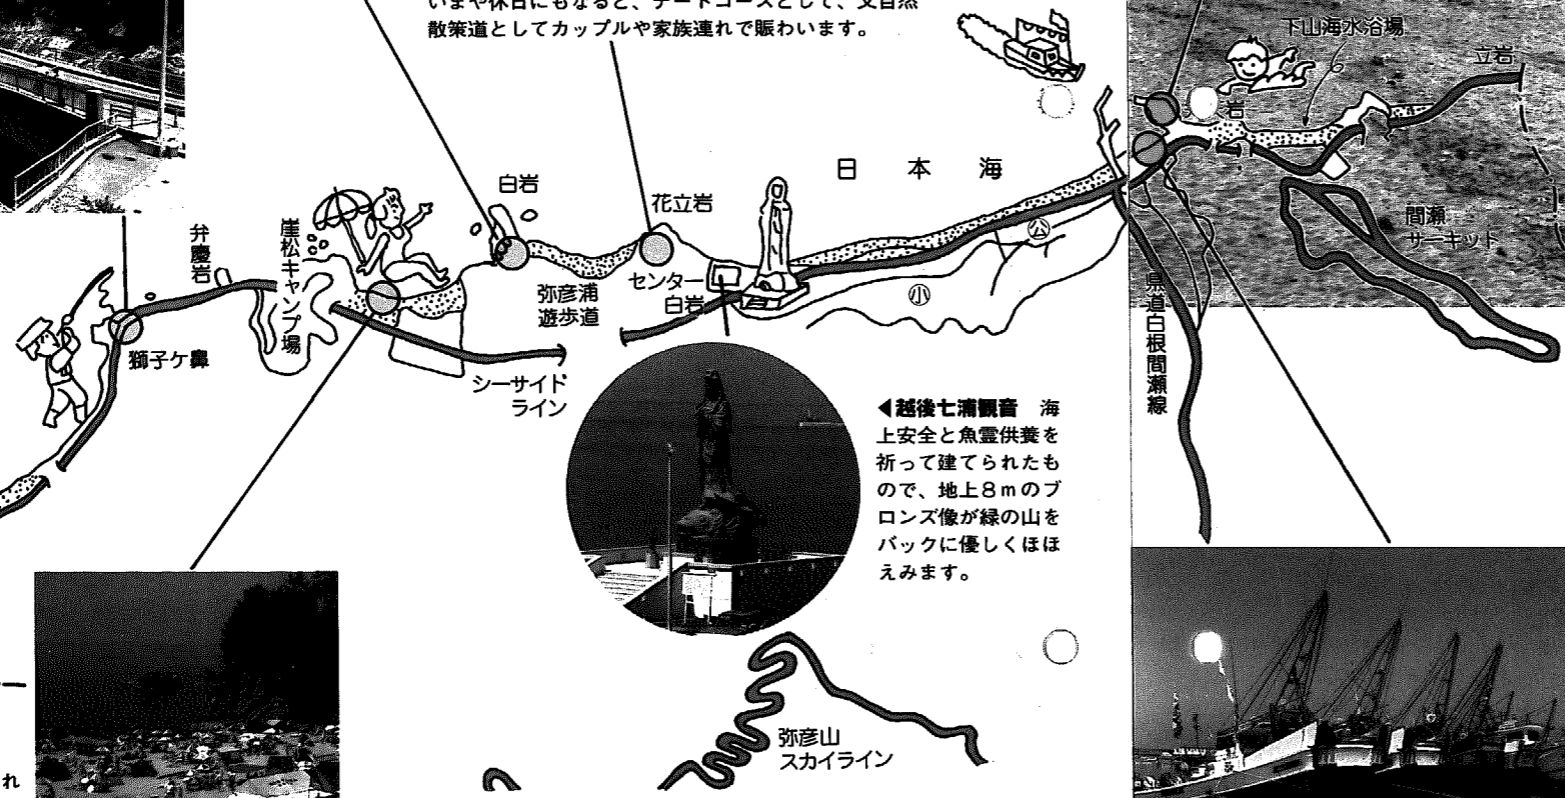 いまや休日にもなると、デートコースとして、又自然
散策道としてカップルや家族連れで賑わいます。
下山海水浴場
立岩
岩
日本海
白岩
花立岩
弁慶岩
崖松キャンプ場
獅子ケ鼻
弥彦浦
遊歩道
センター
白岩
公
小
間瀬
サーキット
県道白根間瀬線
シーサイド
ライン
◀越後七浦観音 海
上安全と魚霊供養を
祈って建てられたも
ので、地上8mのブ
ロンズ像が緑の山を
バックに優しくほほ
えみます。
弥彦山
スカイライン
れ